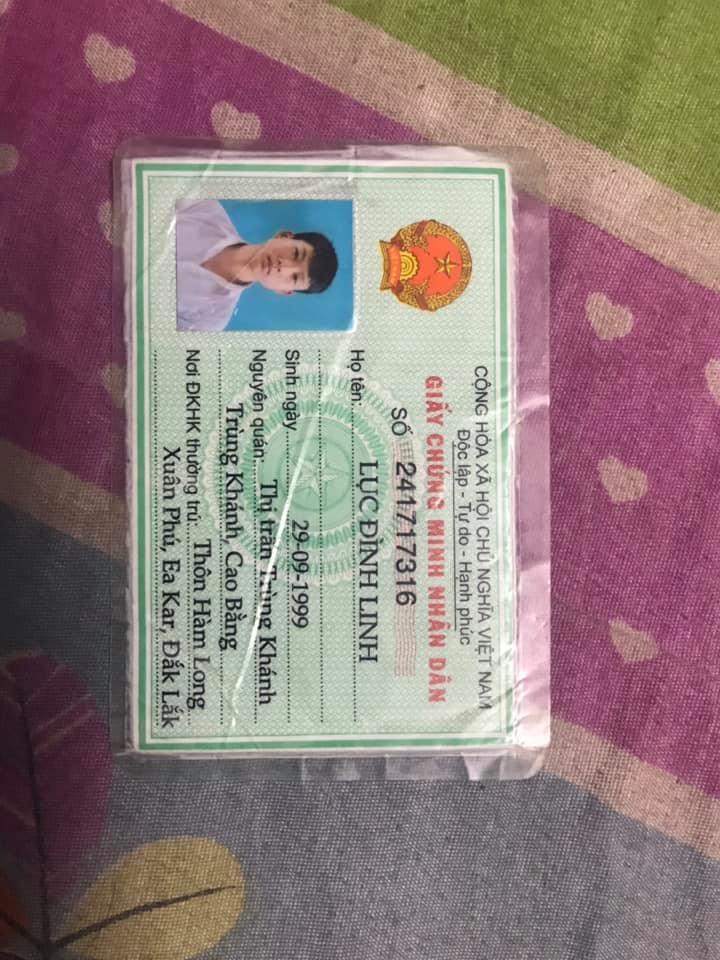 CỘNG HÒA XÃ HỘI CHỦ NGHĨA VIỆT NAM
Độc lập - Tự do - Hạnh phúc
GIẤY CHỨNG MINH NHÂN DÂN
SỐ 241717316
Họ tên: LỤC ĐÌNH LINH
Sinh ngày 29-09-1999
Nguyên quán: Thị trấn Trùng Khánh
Trùng Khánh, Cao Bằng
Nơi ĐKHK thường trú Thôn Hàm Long
Xuân Phú, Ea Kar, Đắk Lắk